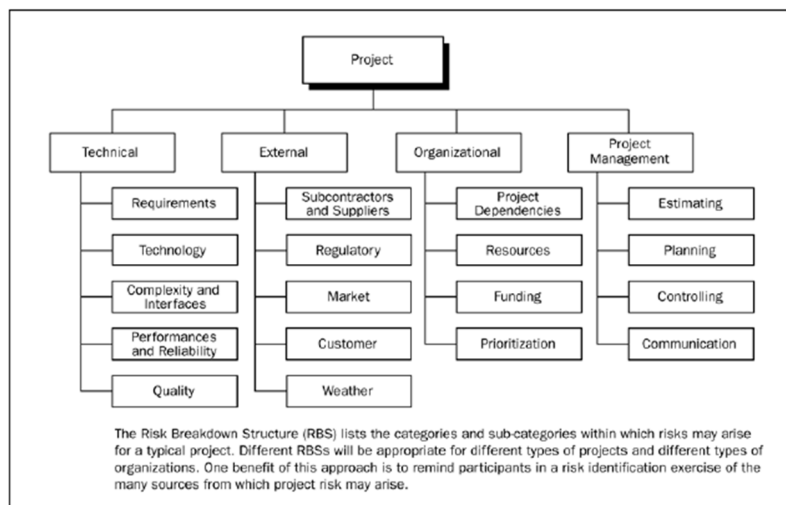 Project
Technical
External
Organizational
Project
Management
Requirements
Technology
Complexity and
Interfaces
Performances
and Reliability
Quality
Subcontractors
and Suppliers
Regulatory
Market
Customer
Weather
Project
Dependencies
Resources
Funding
Prioritization
Estimating
Planning
Controlling
Communication
The Risk Breakdown Structure (RBS) lists the categories and sub-categories within which risks may arise
for a typical project. Different RBSs will be appropriate for different types of projects and different types of
organizations. One benefit of this approach is to remind participants in a risk identification exercise of the
many sources from which project risk may arise.